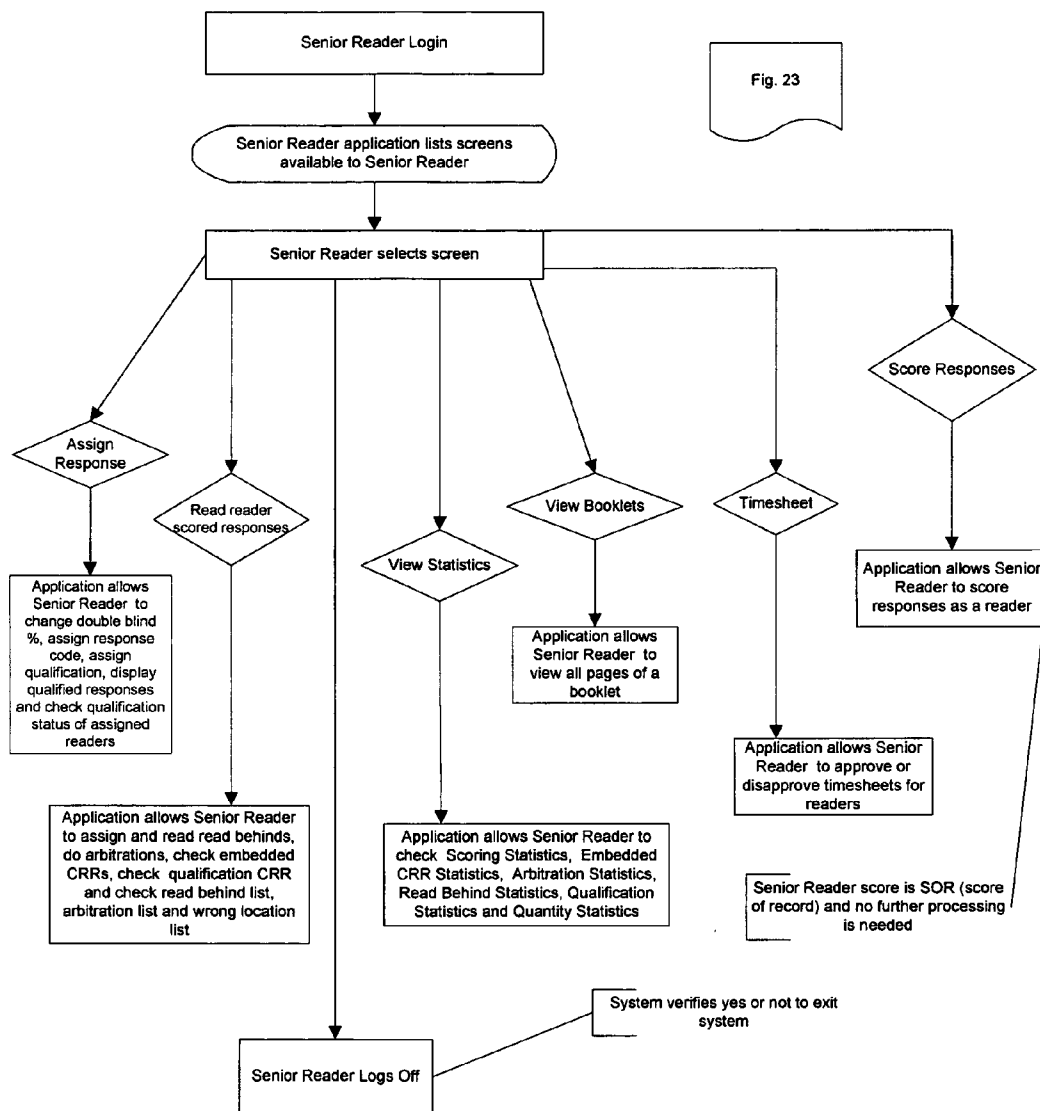 Senior Reader Login
Fig. 23
Senior Reader application lists screens
available to Senior Reader
Senior Reader selects screen
Score Responses
Assign
Response
Read reader
scored responses
View Statistics
View Booklets
Timesheet
Application allows
Senior Reader to
change double blind
%, assign response
code, assign
qualification, display
qualified responses
and check qualification
status of assigned
readers
Application allows Senior Reader
to assign and read read behinds,
do arbitrations, check embedded
CRRs, check qualification CRR
and check read behind list,
arbitration list and wrong location
list
Application allows Senior Reader to
check Scoring Statistics, Embedded
CRR Statistics, Arbitration Statistics,
Read Behind Statistics, Qualification
Statistics and Quantity Statistics
Application allows
Senior Reader to
view all pages of a
booklet
Application allows Senior
Reader to approve or
disapprove timesheets for
readers
Application allows Senior
Reader to score
responses as a reader
Senior Reader score is SOR (score
of record) and no further processing
is needed
System verifies yes or not to exit
system
Senior Reader Logs Off